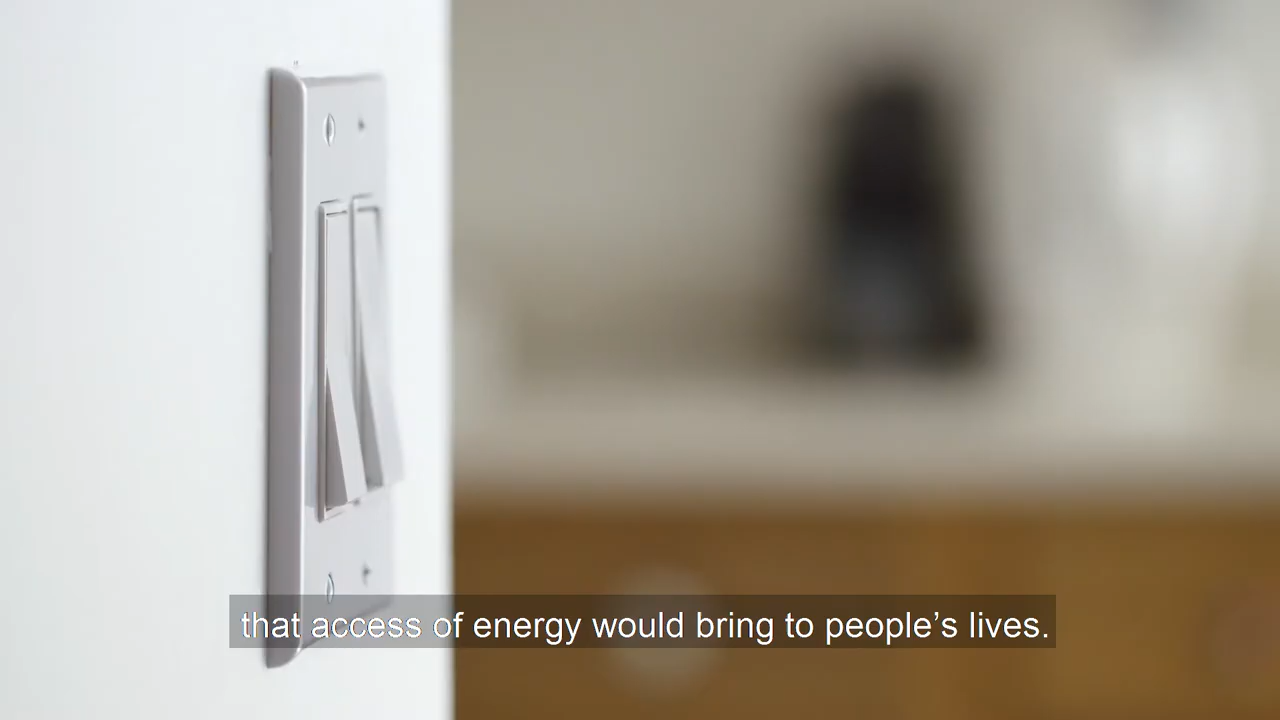 that access of energy would bring to people’s lives.